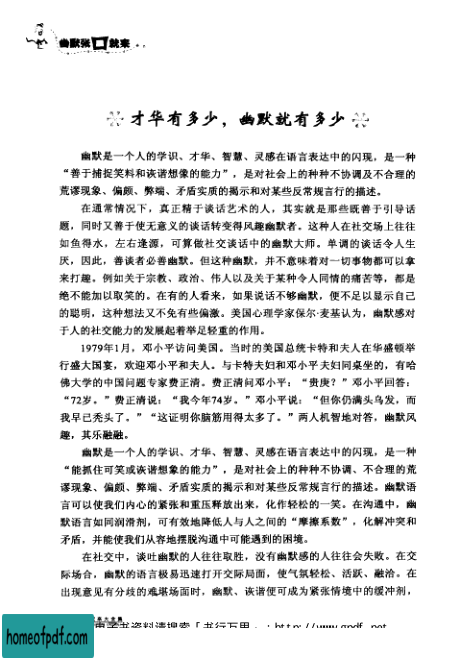 幽默张口就来
才华有多少，幽默就有多少
幽默是一个人的学识、才华、智慧、灵感在语言表达中的闪现，是一种
“善于捕捉笑料和诙谐想像的能力”，是对社会上的种种不协调及不合理的
荒谬现象、偏颇、弊端、矛盾实质的揭示和对某些反常规言行的描述。
在通常情况下，真正精于谈话艺术的人，其实就是那些既善于引导话
题，同时又善于使无意义的谈话转变得风趣幽默者。这种人在社交场上往往
如鱼得水，左右逢源，可算做社交谈话中的幽默大师。单调的谈话令人生
厌，因此，善谈者必善幽默。但这种幽默，并不意味着对一切事物都可以拿
来打趣。例如关于宗教、政治、伟人以及关于某种令人同情的痛苦等，都是
绝不能加以取笑的。在有的人看来，如果说话不够幽默，便不足以显示自己
的聪明，这种想法又不免有些偏激。美国心理学家保尔·麦基认为，幽默感对
于人的社交能力的发展起着举足轻重的作用。
1979年1月，邓小平访问美国。当时的美国总统卡特和夫人在华盛顿举
行盛大国宴，欢迎邓小平和夫人。与卡特夫妇和邓小平夫妇同桌坐的，有哈
佛大学的中国问题专家费正清。费正清问邓小平：“贵庚？”邓小平回答：
“72岁。”费正清说：“我今年74岁。”邓小平说：“但你仍满头乌发，而
我早已秃头了。”“这证明你脑筋用得太多了。”两人机智地对答，幽默风
趣，其乐融融。
幽默是一个人的学识、才华、智慧、灵感在语言表达中的闪现，是一种
“能抓住可笑或诙谐想象的能力”，是对社会上的种种不协调、不合理的荒
谬现象、偏颇、弊端、矛盾实质的揭示和对某些反常规言行的描述。幽默语
言可以使我们内心的紧张和重压释放出来，化作轻松的一笑。在沟通中，幽
默语言如同润滑剂，可有效地降低人与人之间的“摩擦系数”，化解冲突和
矛盾，并能使我们从容地摆脱沟通中可能遇到的困境。
在社交中，谈吐幽默的人往往取胜，没有幽默感的人往往会失败。在交
际场合，幽默的语言极易迅速打开交际局面，使气氛轻松、活跃、融洽。在
出现意见有分歧的难堪场面时，幽默、诙谐便可成为紧张情境中的缓冲剂，
homeofpdf.com